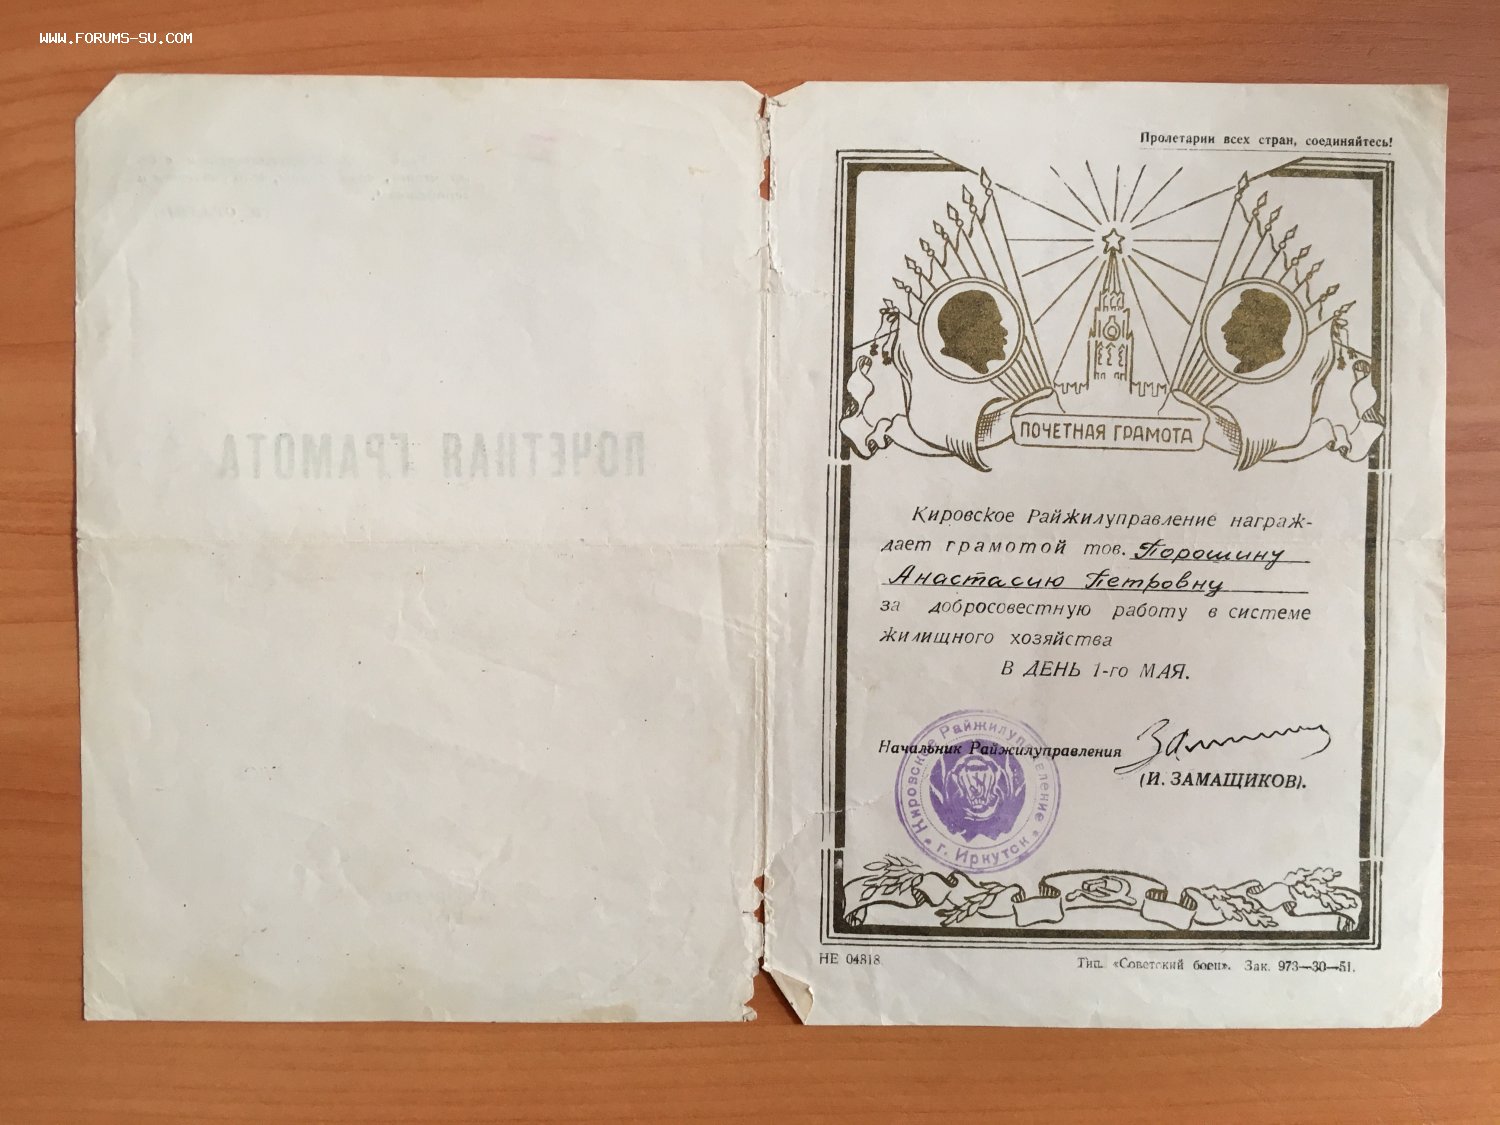 WWW.FORUMS-SU.COM
ПОЧЕТНАЯ ГРАМОТА
Пролетарии всех стран, соединяйтесь!
ПОЧЕТНАЯ ГРАМОТА
Кировское Райжилуправление награж-
дает грамотой тов. Порошину
Анастасию Петровну
за добросовестную работу в системе
жилищного хозяйства
В ДЕНЬ 1-го МАЯ.
Начальник Райжилуправления
(И. ЗАМАЩИКОВ).
Кировское Райжилуправление
г. Иркутск
НЕ 04818
Тип. «Советский боец». Зак. 973—30—51.